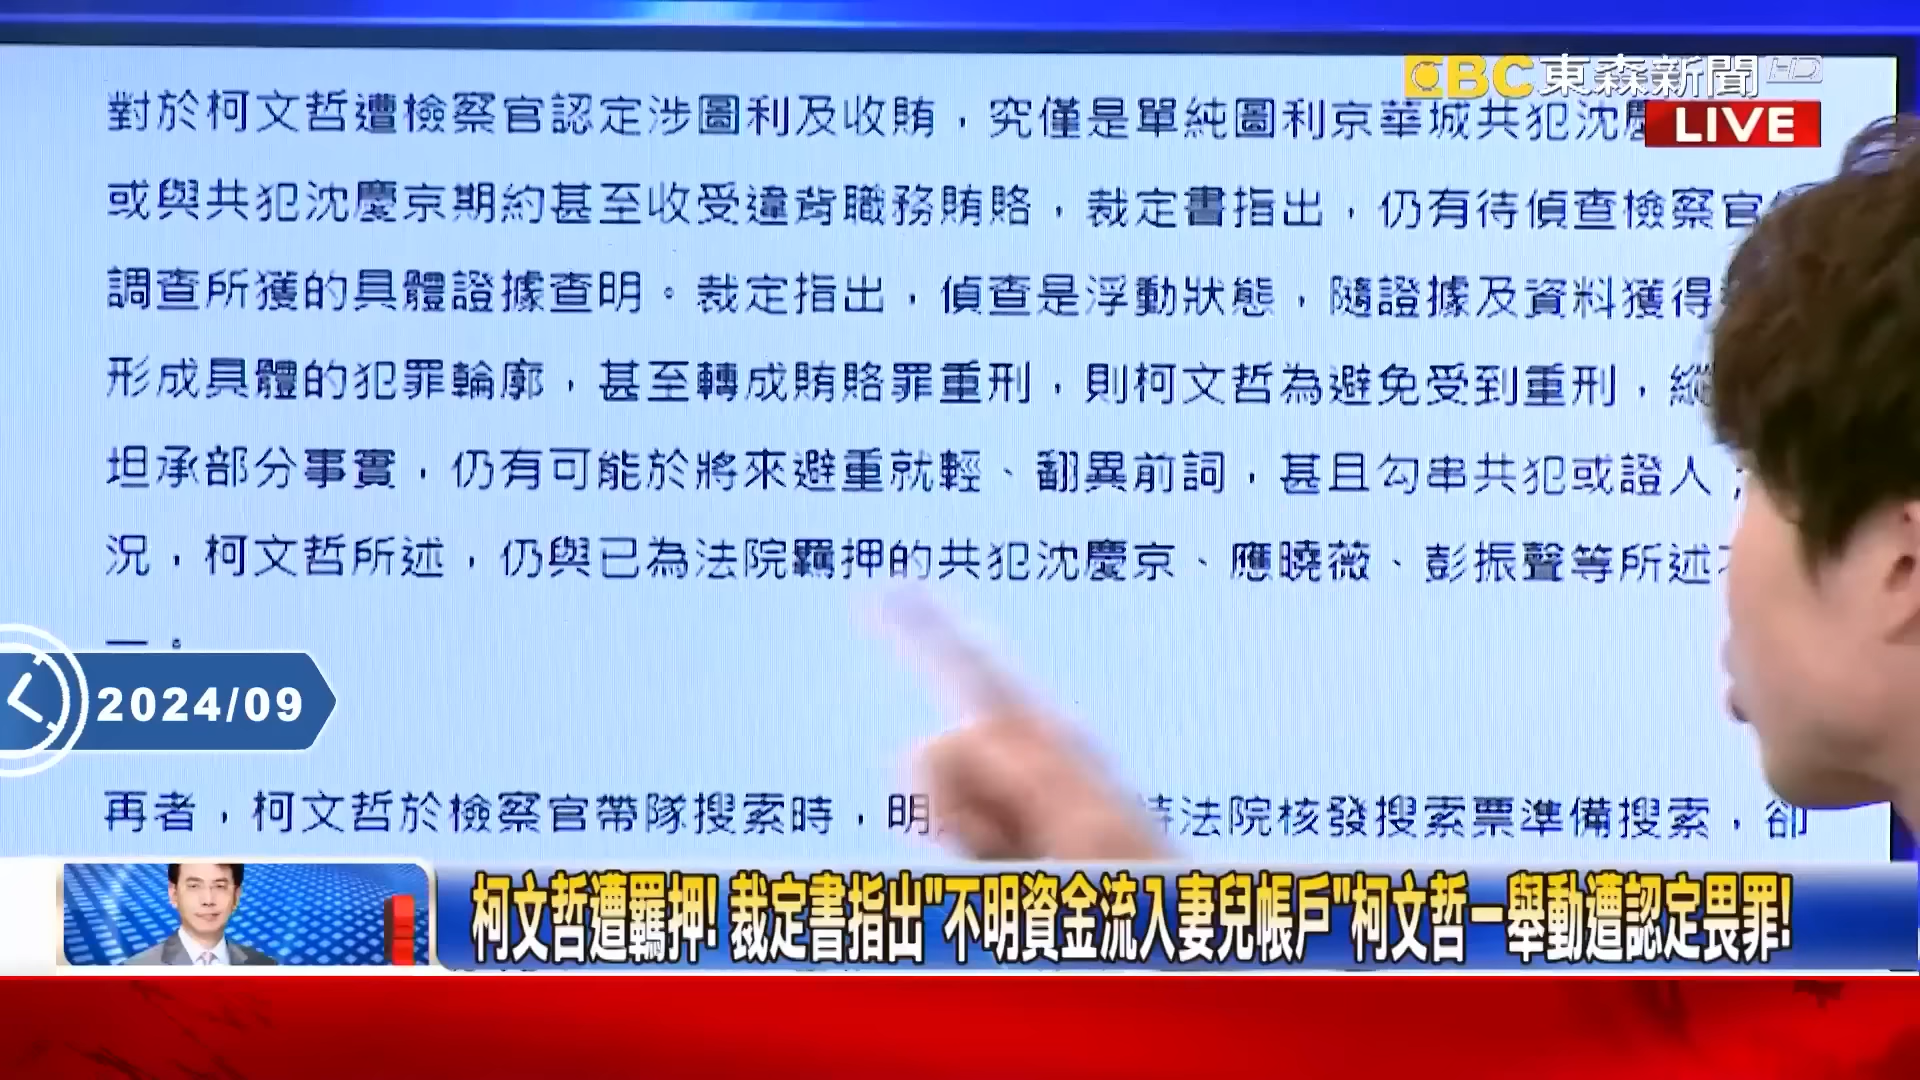 EBC 東森新聞 HD
LIVE
對於柯文哲遭檢察官認定涉圖利及收賄，究僅是單純圖利京華城共犯沈慶
或與共犯沈慶京期約甚至收受違背職務賄賂，裁定書指出，仍有待偵查檢察官
調查所獲的具體證據查明。裁定指出，偵查是浮動狀態，隨證據及資料獲得
形成具體的犯罪輪廓，甚至轉成賄賂罪重刑，則柯文哲為避免受到重刑，縱
坦承部分事實，仍有可能於將來避重就輕、翻異前詞，甚且勾串共犯或證人；
況，柯文哲所述，仍與已為法院羈押的共犯沈慶京、應曉薇、彭振聲等所述不
一。
2024/09
再者，柯文哲於檢察官帶隊搜索時，明 持法院核發搜索票準備搜索，卻
柯文哲遭羈押! 裁定書指出"不明資金流入妻兒帳戶"柯文哲一舉動遭認定畏罪!